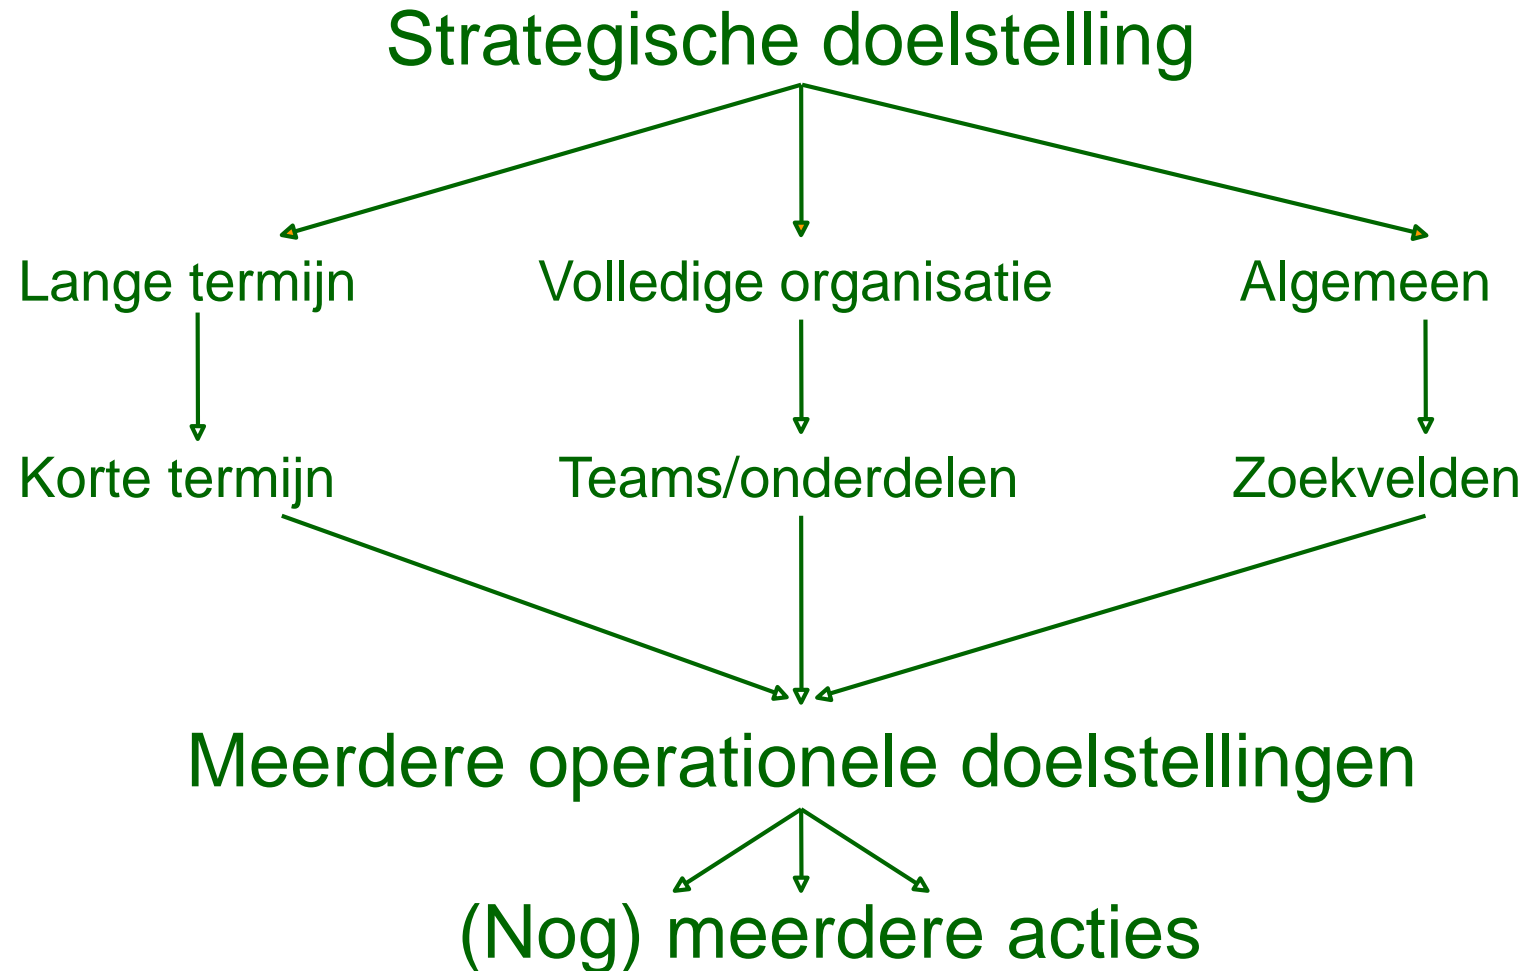 Strategische doelstelling
Lange termijn
Volledige organisatie
Algemeen
Korte termijn
Teams/onderdelen
Zoekvelden
Meerdere operationele doelstellingen
(Nog) meerdere acties